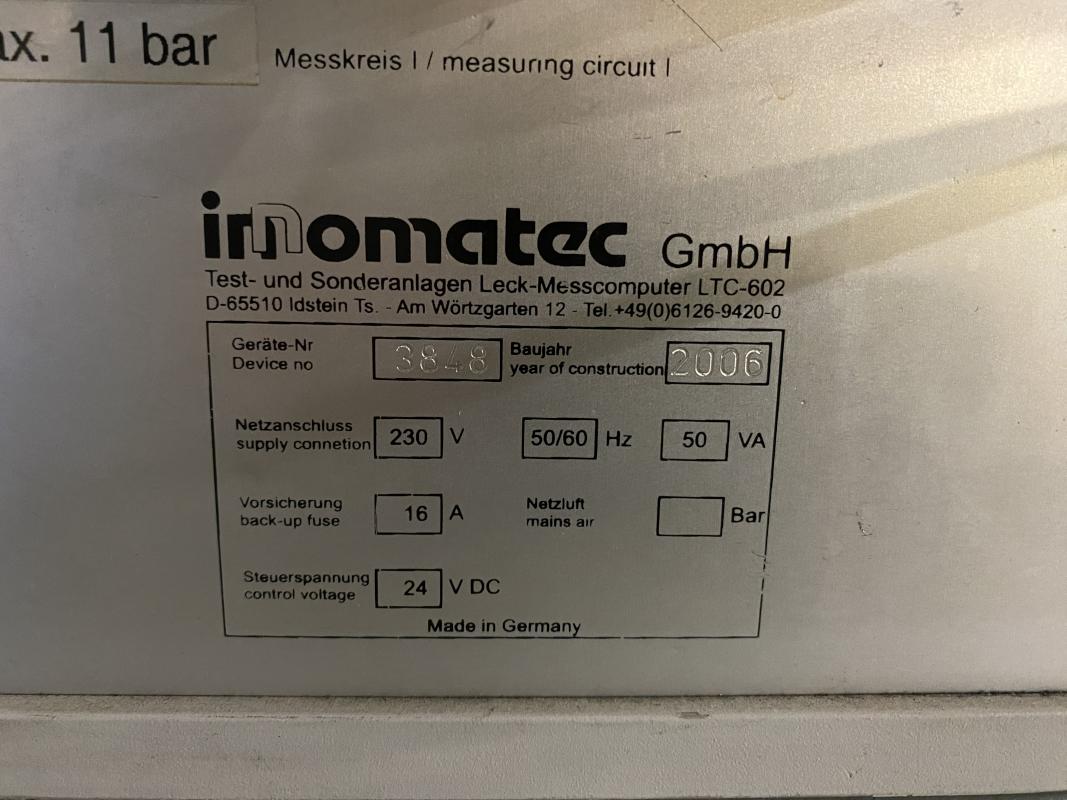 ax. 11 bar
Messkreis I / measuring circuit I
innomatec GmbH
Test- und Sonderanlagen Leck-Messcomputer LTC-602
D-65510 Idstein Ts. - Am Wörtzgarten 12 - Tel.+49(0)6126-9420-0
Geräte-Nr
Device no
3848
Baujahr
year of construction
2006
Netzanschluss
supply connetion
230 V
50/60 Hz
50 VA
Vorsicherung
back-up fuse
16 A
Netzluft
mains air
Bar
Steuerspannung
control voltage
24 V DC
Made in Germany